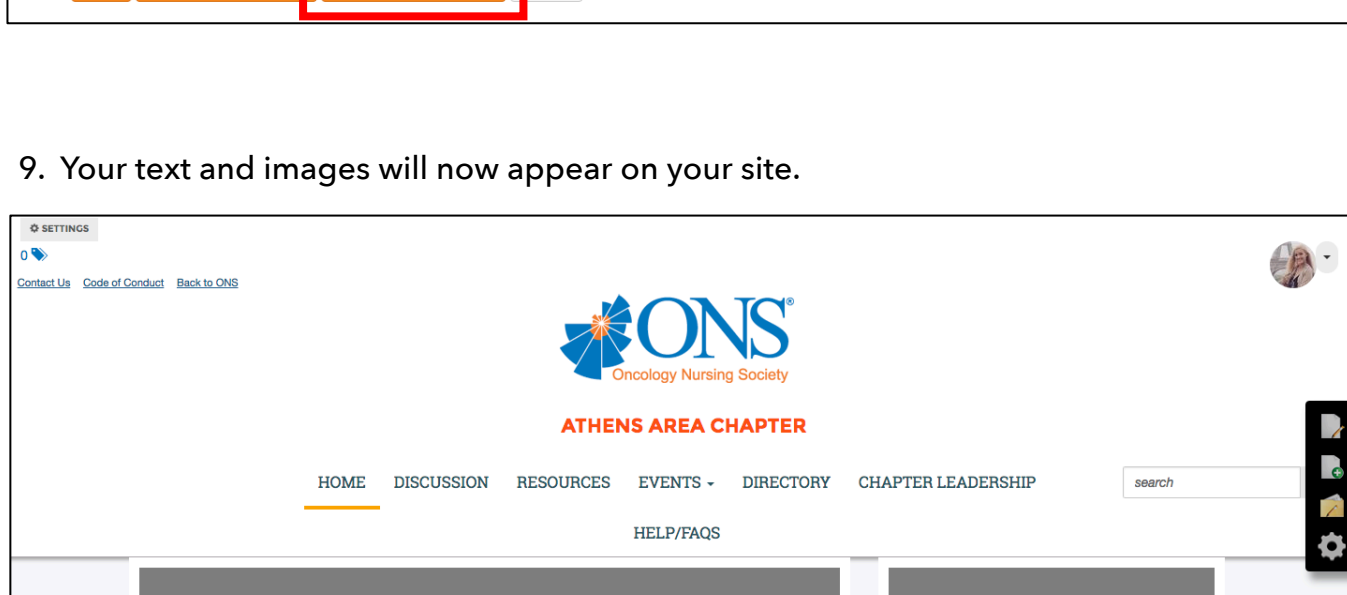 9. Your text and images will now appear on your site.
SETTINGS
0
Contact Us Code of Conduct Back to ONS
ONS®
Oncology Nursing Society
ATHENS AREA CHAPTER
HOME DISCUSSION RESOURCES EVENTS DIRECTORY CHAPTER LEADERSHIP
search
HELP/FAQS